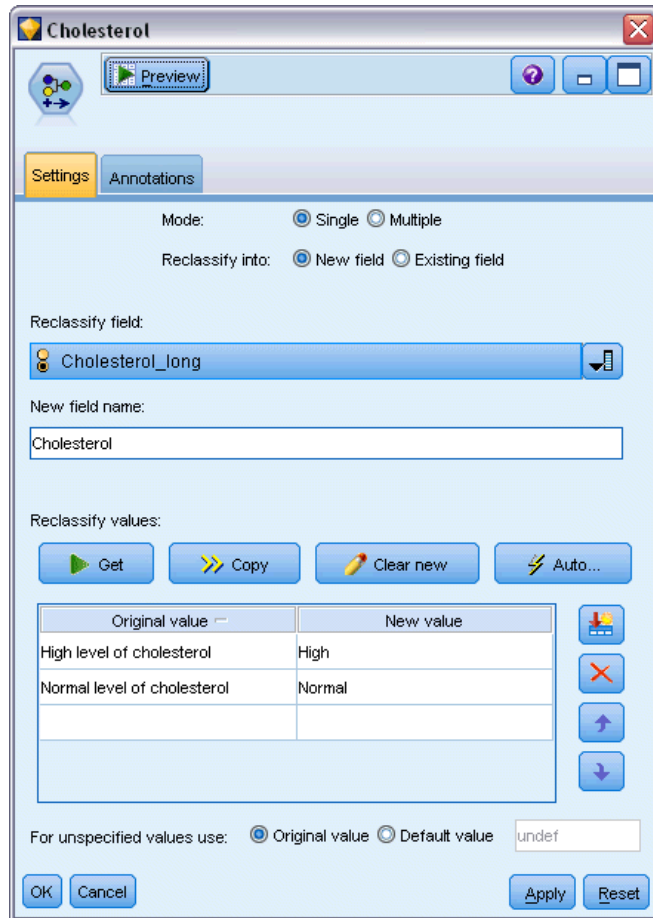 Cholesterol
Preview
Settings Annotations
Mode: Single Multiple
Reclassify into: New field Existing field
Reclassify field:
Cholesterol_long
New field name:
Cholesterol
Reclassify values:
Get Copy Clear new Auto...
Original value New value
High level of cholesterol High
Normal level of cholesterol Normal
For unspecified values use: Original value Default value undef
OK Cancel Apply Reset